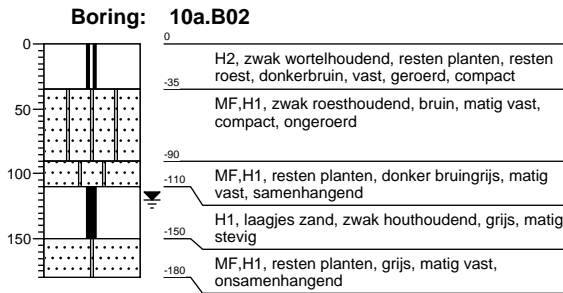 Boring: 10a.B02
0
0
H2, zwak wortelhoudend, resten planten, resten
roest, donkerbruin, vast, geroerd, compact
-35
MF,H1, zwak roesthoudend, bruin, matig vast,
compact, ongeroerd
50
-90
MF,H1, resten planten, donker bruingrijs, matig
vast, samenhangend
100
-110
H1, laagjes zand, zwak houthoudend, grijs, matig
stevig
150
-150
MF,H1, resten planten, grijs, matig vast,
onsamenhangend
-180